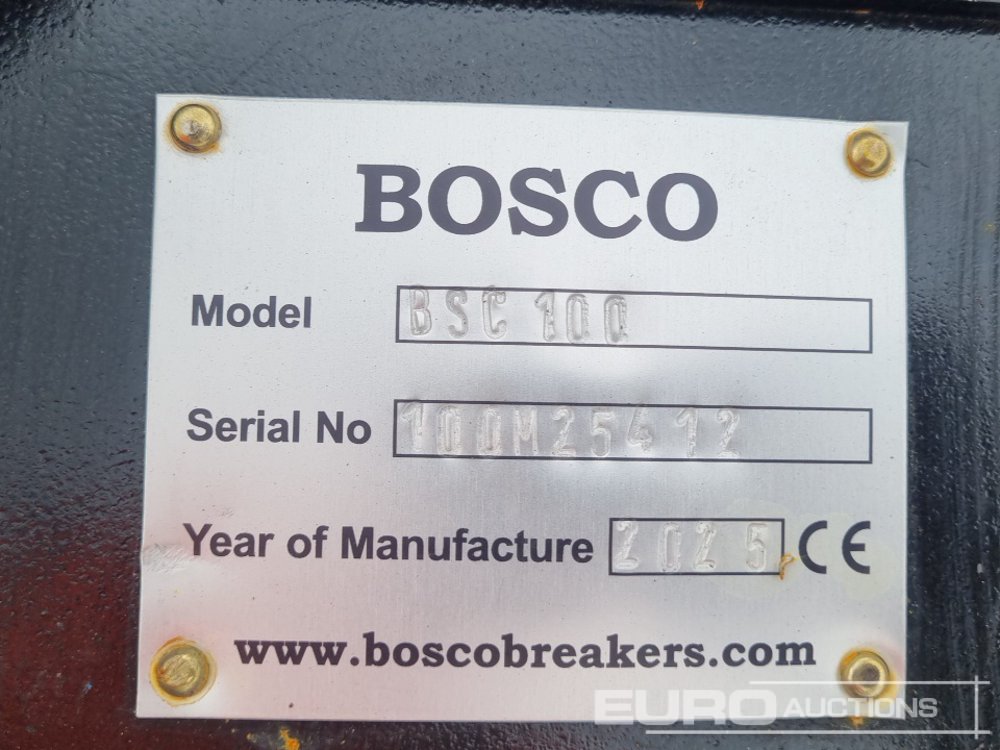 BOSCO
Model BSC 100
Serial No 100M25412
Year of Manufacture 2025 CE
www.boscobreakers.com
EURO AUCTIONS